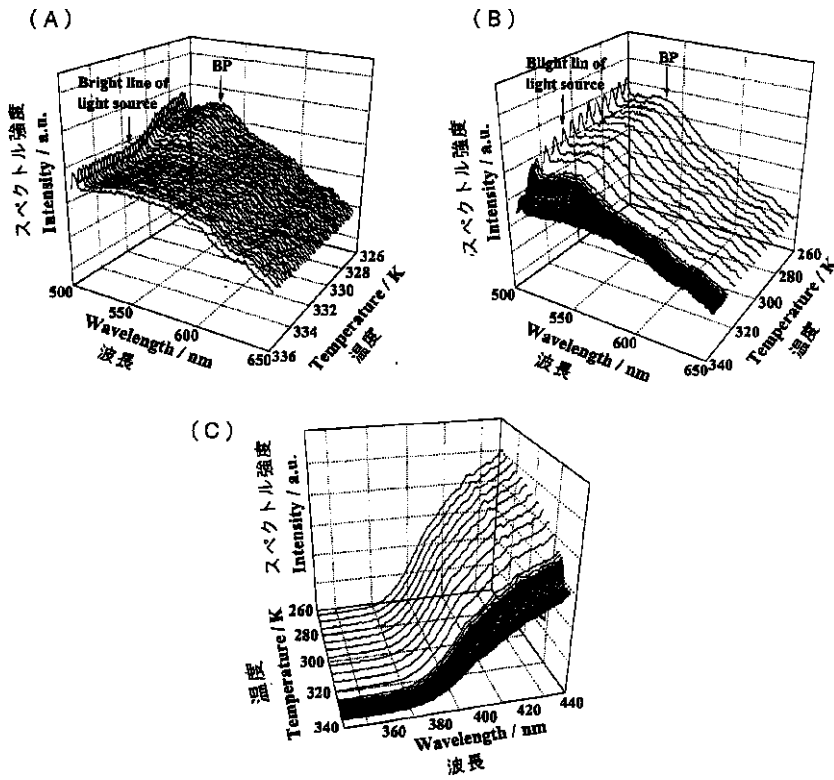 (A)
Bright line of
light source
BP
スペクトル強度
Intensity / a.u.
500
550
600
650
Wavelength / nm
波長
326
328
330
332
334
336
Temperature / K
温度
(B)
Blight lin of
light source
BP
スペクトル強度
Intensity / a.u.
500
550
600
650
Wavelength / nm
波長
260
280
300
320
340
Temperature / K
温度
(C)
スペクトル強度
Intensity / a.u.
260
280
300
320
340
温度
Temperature / K
360
380
400
420
440
Wavelength / nm
波長